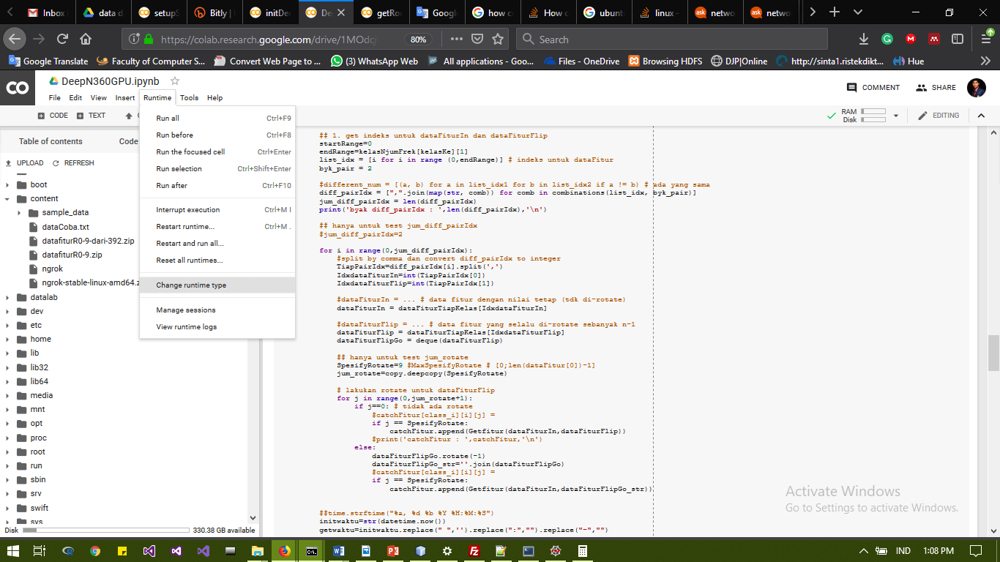 Inbox
data d
setupS
Bitly |
initDe
De
getRo
Google
how c
How c
ubunt
linux -
ask
netwo
ask
netwo
https://colab.research.google.com/drive/1MOdcj
80%
Search
Google Translate
Faculty of Computer S...
Convert Web Page to ...
(3) WhatsApp Web
All applications - Goo...
Files - OneDrive
Browsing HDFS
DJP|Online
http://sinta1.ristekdikt...
Hue
DeepN360GPU.ipynb
File Edit View Insert Runtime Tools Help
COMMENT
SHARE
CODE
TEXT
RAM
Disk
EDITING
Table of contents
Code
UPLOAD
REFRESH
boot
content
sample_data
dataCoba.txt
datafiturR0-9-dari-392.zip
datafiturR0-9.zip
ngrok
ngrok-stable-linux-amd64.z
datalab
dev
etc
home
lib
lib32
lib64
media
mnt
opt
proc
root
run
sbin
srv
swift
sys
Disk
330.38 GB available
Run all Ctrl+F9
Run before Ctrl+F8
Run the focused cell Ctrl+Enter
Run selection Ctrl+Shift+Enter
Run after Ctrl+F10
Interrupt execution Ctrl+M I
Restart runtime... Ctrl+M .
Restart and run all...
Reset all runtimes...
Change runtime type
Manage sessions
View runtime logs
## 1. get indeks untuk dataFiturIn dan dataFiturFlip
startRange=0
endRange=kelasNjumFrek[kelasKe][1]
list_idx = [i for i in range (0,endRange)] # indeks untuk dataFitur
byk_pair = 2
#different_num = [(a, b) for a in list_idx1 for b in list_idx2 if a != b) # ada yang sama
diff_pairIdx = [",".join(map(str, comb)) for comb in combinations(list_idx, byk_pair)]
jum_diff_pairIdx = len(diff_pairIdx)
print('byak diff_pairIdx : ',len(diff_pairIdx),'\n')
## hanya untuk test jum_diff_pairIdx
#jum_diff_pairIdx=2
for i in range(0,jum_diff_pairIdx):
#split by comma dan convert diff_pairIdx to integer
TiapPairIdx=diff_pairIdx[i].split(',')
IdxdataFiturIn=int(TiapPairIdx[0])
IdxdataFiturFlip=int(TiapPairIdx[1])
#dataFiturIn = ... # data fitur dengan nilai tetap (tdk di-rotate)
dataFiturIn = dataFiturTiapKelas[IdxdataFiturIn]
#dataFiturFlip = ... # data fitur yang selalu di-rotate sebanyak n-1
dataFiturFlip = dataFiturTiapKelas[IdxdataFiturFlip]
dataFiturFlipGo = deque(dataFiturFlip)
## hanya untuk test jum_rotate
SpesifyRotate=9 #MaxSpesifyRotate # [0;len(dataFitur[0])-1]
jum_rotate=copy.deepcopy(SpesifyRotate)
# lakukan rotate untuk dataFiturFlip
for j in range(0,jum_rotate+1):
if j==0: # tidak ada rotate
#catchFitur[class_i][i][j] =
if j == SpesifyRotate:
catchFitur.append(Getfitur(dataFiturIn,dataFiturFlip))
#print('catchFitur : ',catchFitur,'\n')
else:
dataFiturFlipGo.rotate(-1)
dataFiturFlipGo_str=''.join(dataFiturFlipGo)
#catchFitur[class_i][i][j] =
if j == SpesifyRotate:
catchFitur.append(Getfitur(dataFiturIn,dataFiturFlipGo_str))
##time.strftime("%a, %d %b %Y %H:%M:%S")
initwaktu=str(datetime.now())
getwaktu=initwaktu.replace(" ",'').replace(":","").replace("-","")
Activate Windows
Go to Settings to activate Windows.
IND
1:08 PM